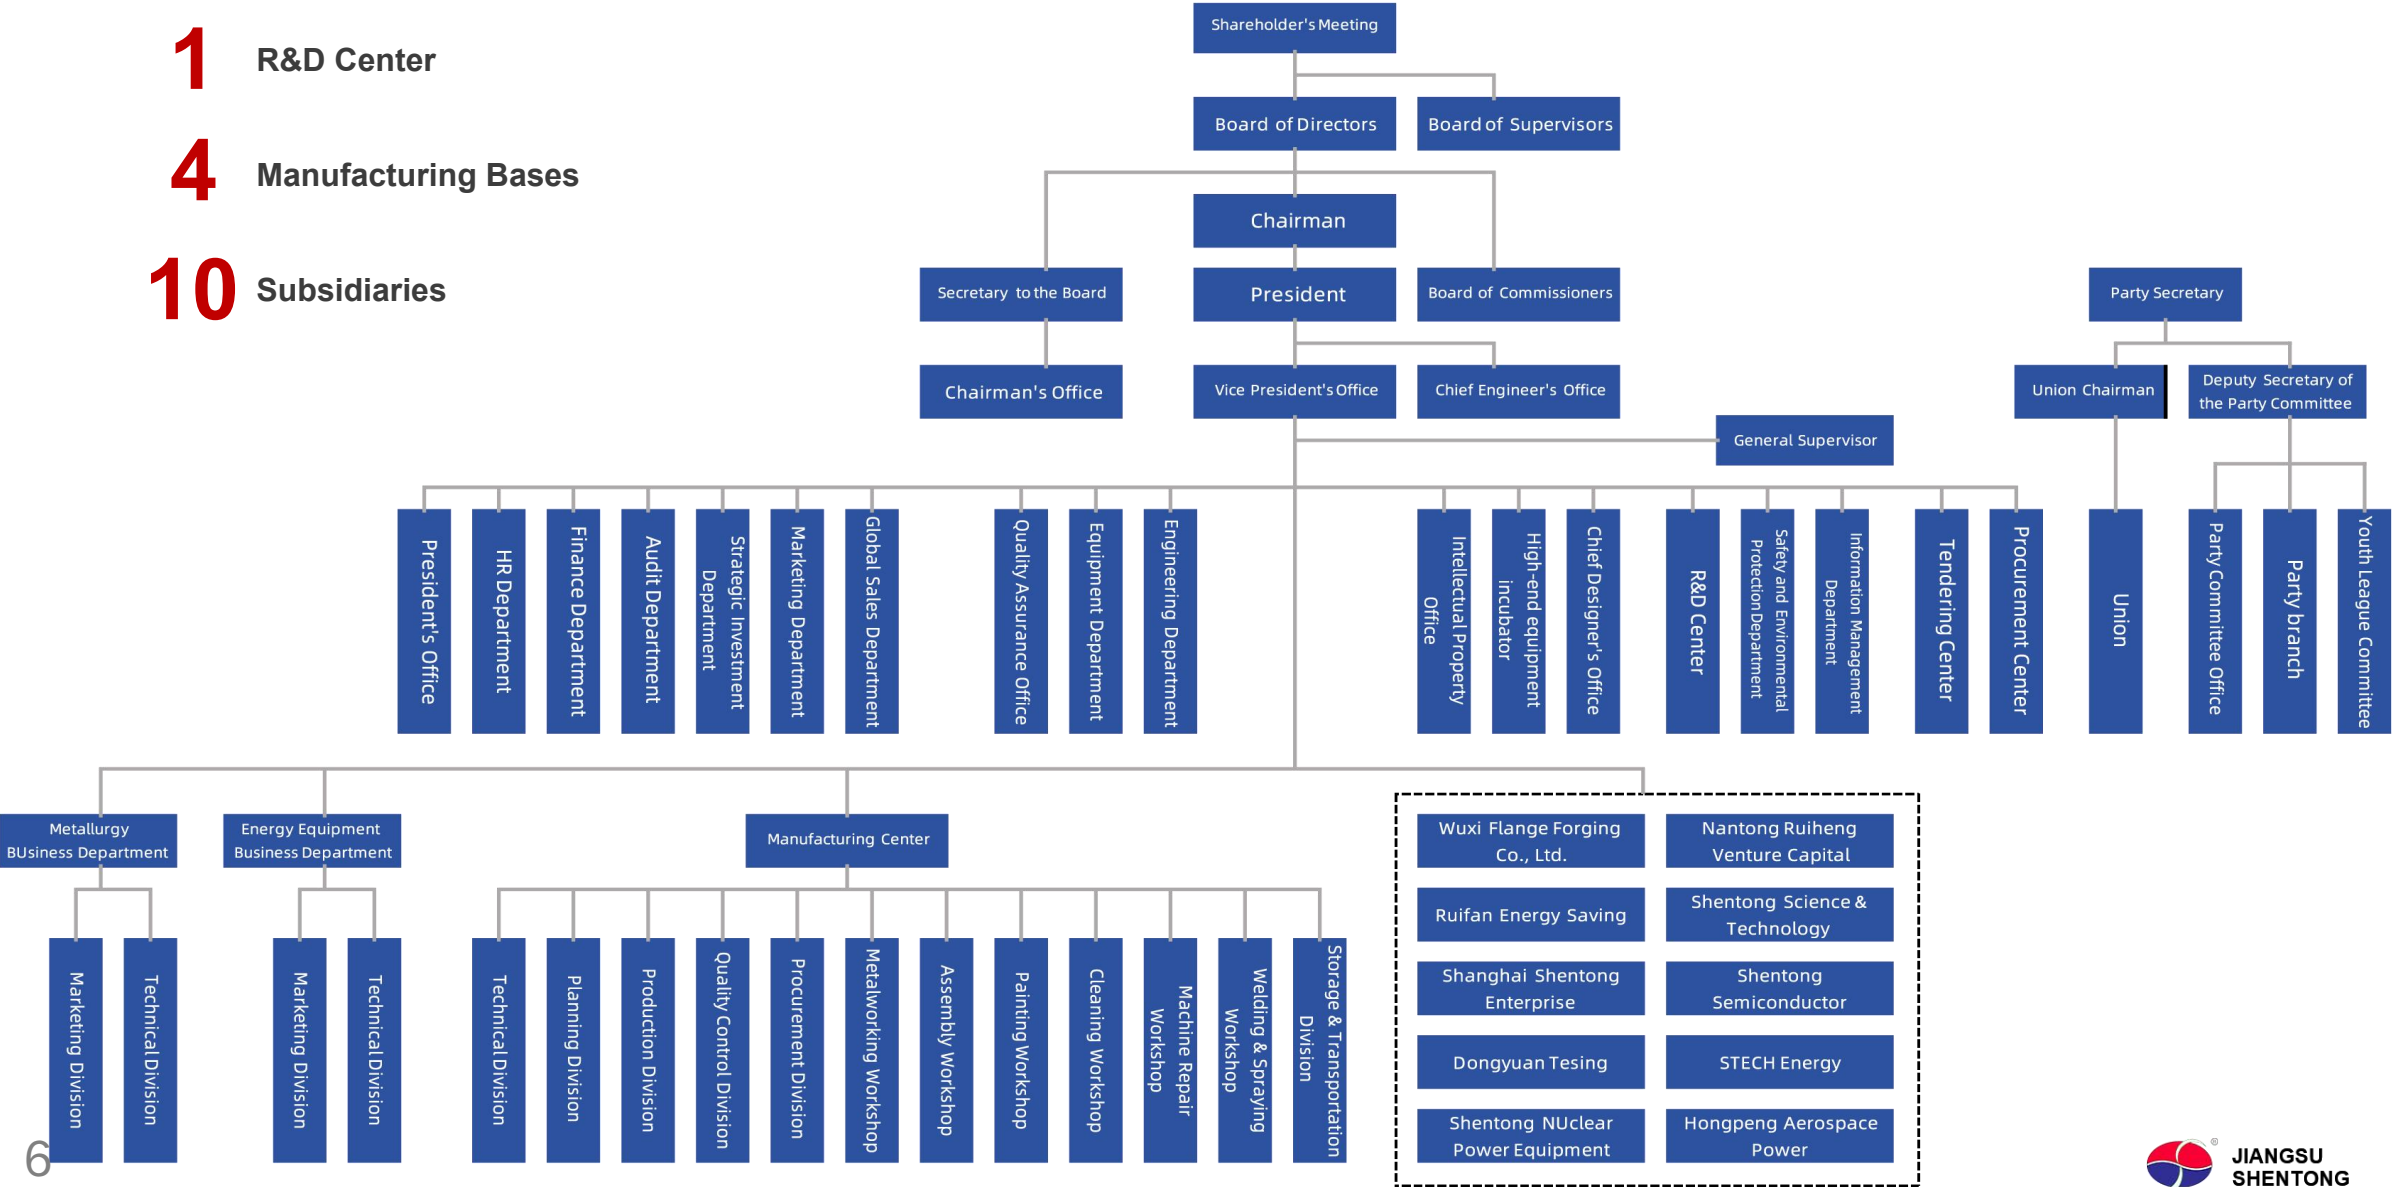 1
R&D Center
4
Manufacturing Bases
10
Subsidiaries
Shareholder's Meeting
Board of Directors
Board of Supervisors
Chairman
Secretary to the Board
President
Board of Commissioners
Party Secretary
Chairman's Office
Vice President's Office
Chief Engineer's Office
Union Chairman
Deputy Secretary of
the Party Committee
General Supervisor
President's Office
HR Department
Finance Department
Audit Department
Strategic Investment
Department
Marketing Department
Global Sales Department
Quality Assurance Office
Equipment Department
Engineering Department
Intellectual Property
Office
High-end equipment
incubator
Chief Designer's Office
R&D Center
Safety and Environmental
Protection Department
Information Management
Department
Tendering Center
Procurement Center
Union
Party Committee Office
Party branch
Youth League Committee
Metallurgy
BUsiness Department
Energy Equipment
Business Department
Manufacturing Center
Marketing Division
Technical Division
Marketing Division
Technical Division
Technical Division
Planning Division
Production Division
Quality Control Division
Procurement Division
Metalworking Workshop
Assembly Workshop
Painting Workshop
Cleaning Workshop
Machine Repair
Workshop
Welding & Spraying
Workshop
Storage & Transportation
Division
Wuxi Flange Forging
Co., Ltd.
Nantong Ruiheng
Venture Capital
Ruifan Energy Saving
Shentong Science &
Technology
Shanghai Shentong
Enterprise
Shentong
Semiconductor
Dongyuan Tesing
STECH Energy
Shentong NUclear
Power Equipment
Hongpeng Aerospace
Power
6
®
JIANGSU
SHENTONG